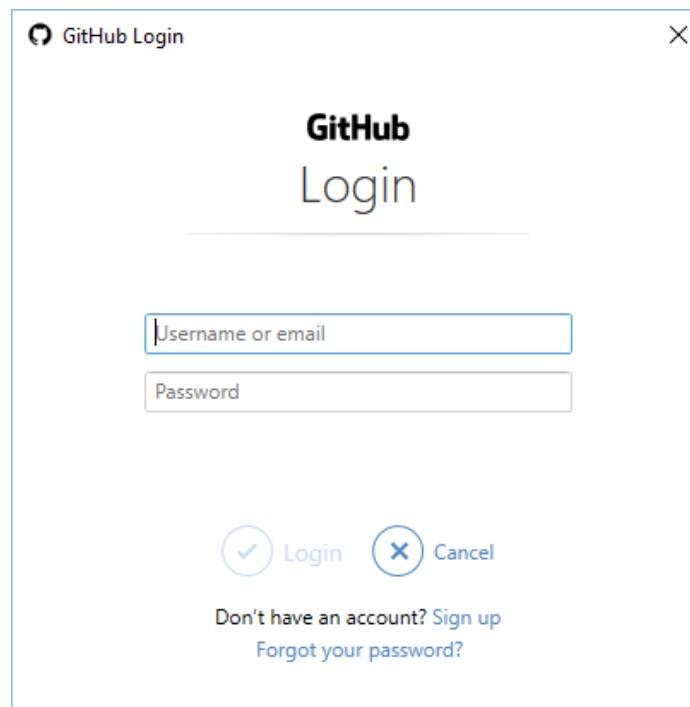 GitHub Login
GitHub
Login
Username or email
Password
Login Cancel
Don't have an account? Sign up
Forgot your password?